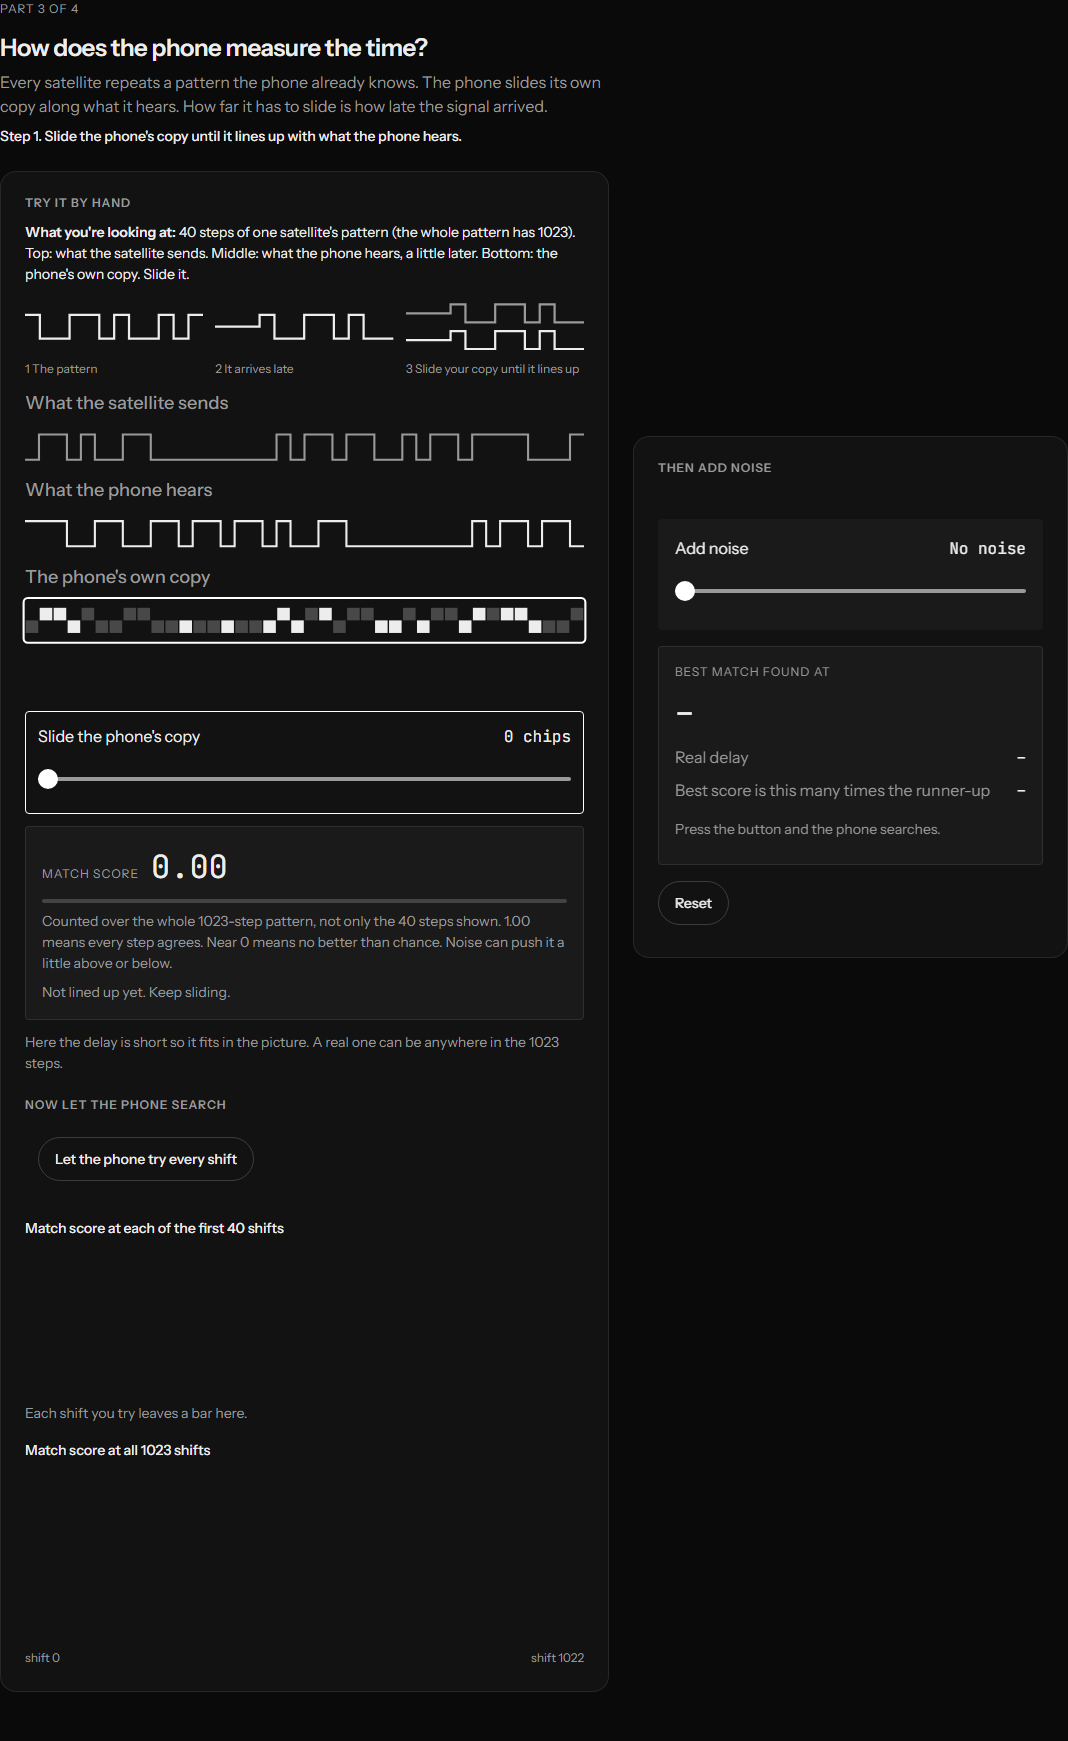 PART 3 OF 4
How does the phone measure the time?
Every satellite repeats a pattern the phone already knows. The phone slides its own
copy along what it hears. How far it has to slide is how late the signal arrived.
Step 1. Slide the phone's copy until it lines up with what the phone hears.
TRY IT BY HAND
What you're looking at: 40 steps of one satellite's pattern (the whole pattern has 1023).
Top: what the satellite sends. Middle: what the phone hears, a little later. Bottom: the
phone's own copy. Slide it.
1 The pattern
2 It arrives late
3 Slide your copy until it lines up
What the satellite sends
What the phone hears
The phone's own copy
Slide the phone's copy
0 chips
MATCH SCORE 0.00
Counted over the whole 1023-step pattern, not only the 40 steps shown. 1.00
means every step agrees. Near 0 means no better than chance. Noise can push it a
little above or below.
Not lined up yet. Keep sliding.
Here the delay is short so it fits in the picture. A real one can be anywhere in the 1023
steps.
NOW LET THE PHONE SEARCH
Let the phone try every shift
Match score at each of the first 40 shifts
Each shift you try leaves a bar here.
Match score at all 1023 shifts
shift 0
shift 1022
THEN ADD NOISE
Add noise
No noise
BEST MATCH FOUND AT
–
Real delay –
Best score is this many times the runner-up –
Press the button and the phone searches.
Reset